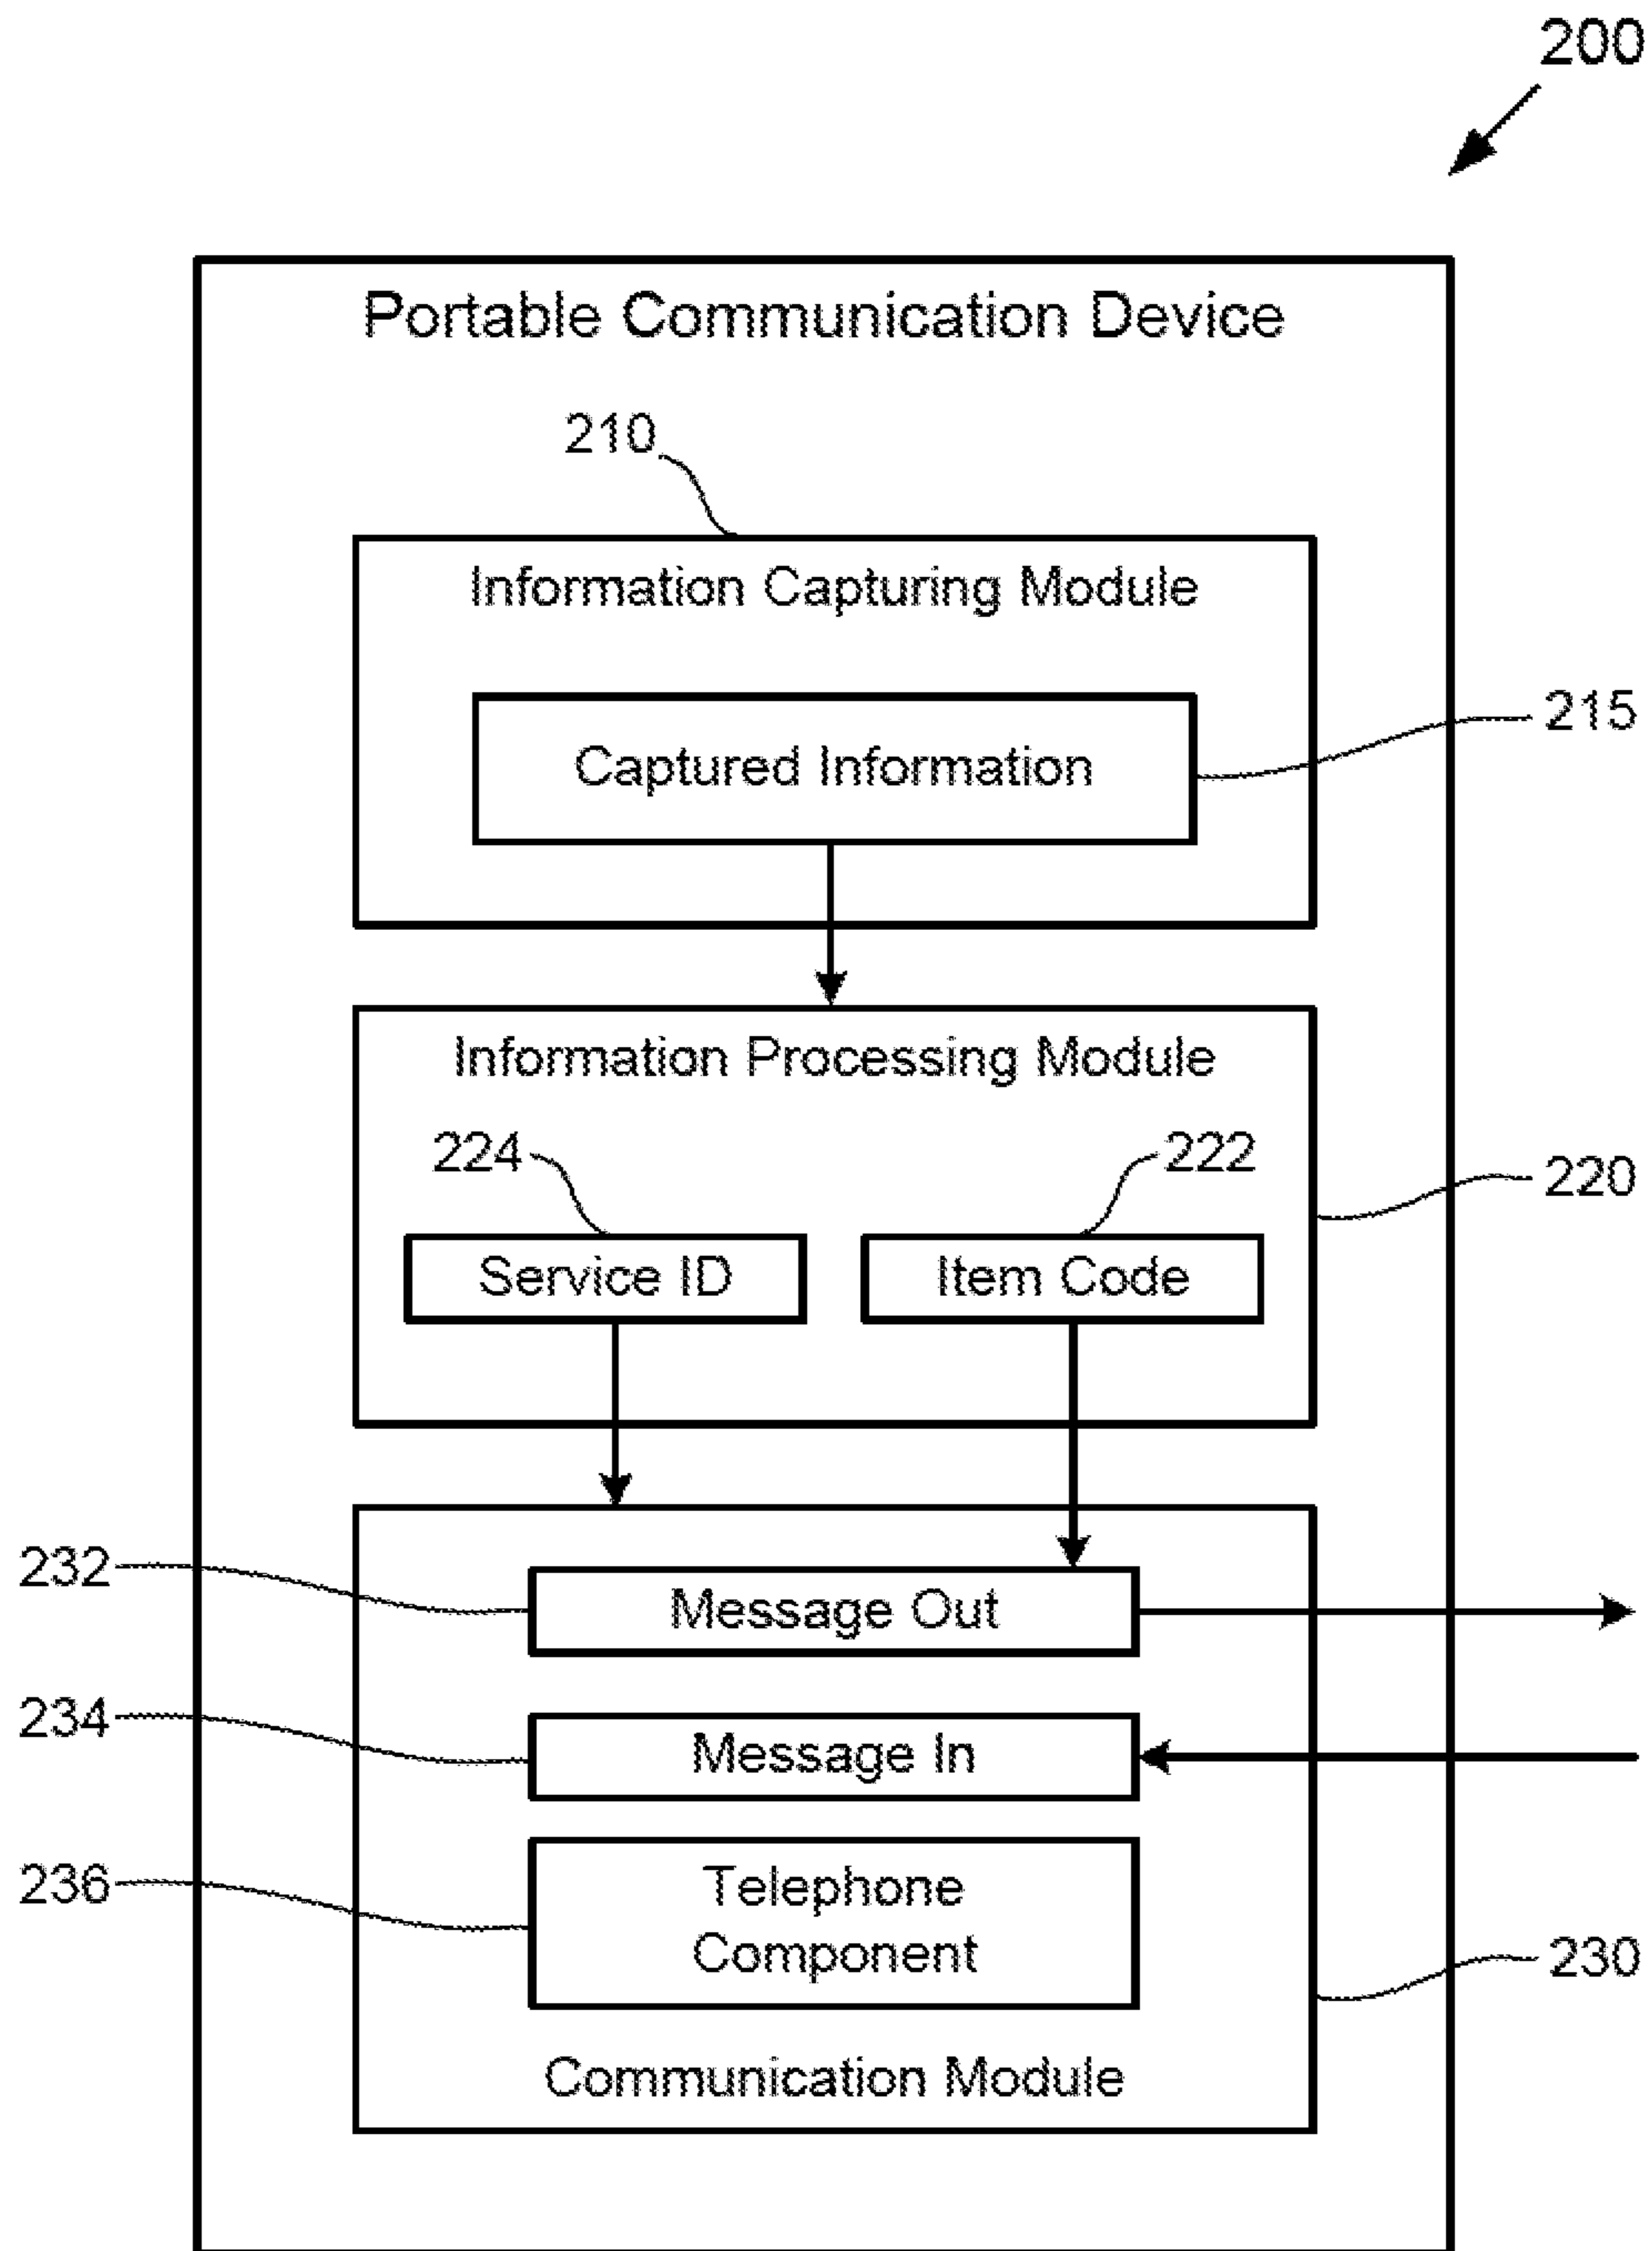 200
Portable Communication Device
210
Information Capturing Module
215
Captured Information
Information Processing Module
224
222
220
Service ID
Item Code
232
Message Out
234
Message In
236
Telephone
Component
230
Communication Module